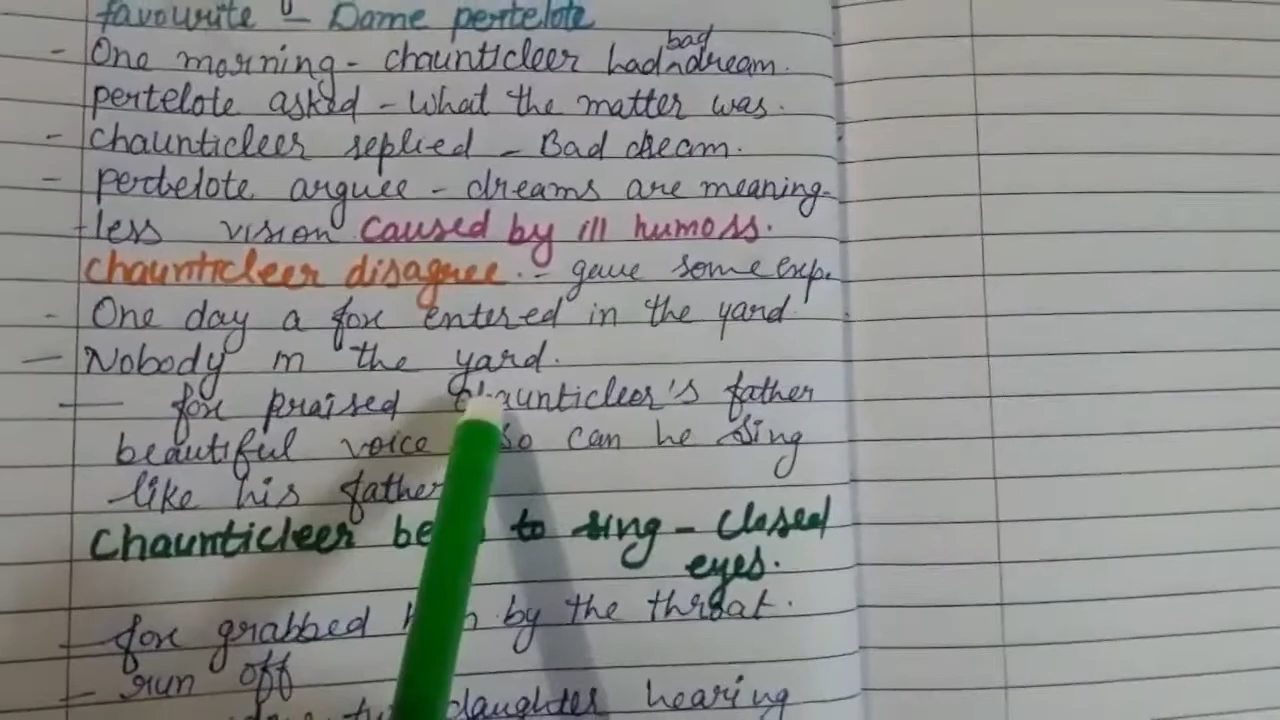 favourite - Dame pertelote
- One morning - chaunticleer had ^bad dream.
pertelote asked - What the matter was.
- Chaunticleer replied - Bad dream.
- pertelote arguee - dreams are meaning-
less vision caused by ill humoss.
Chaunticleer disagree - gave some exp.
- One day a fox entered in the yard
- Nobody in the yard.
- fox praised Chaunticleer's father
beautiful voice so can he sing
like his father
Chaunticleer to sing - Closed
eyes.
- fox grabbed by the throat.
- run off
daughter hearing